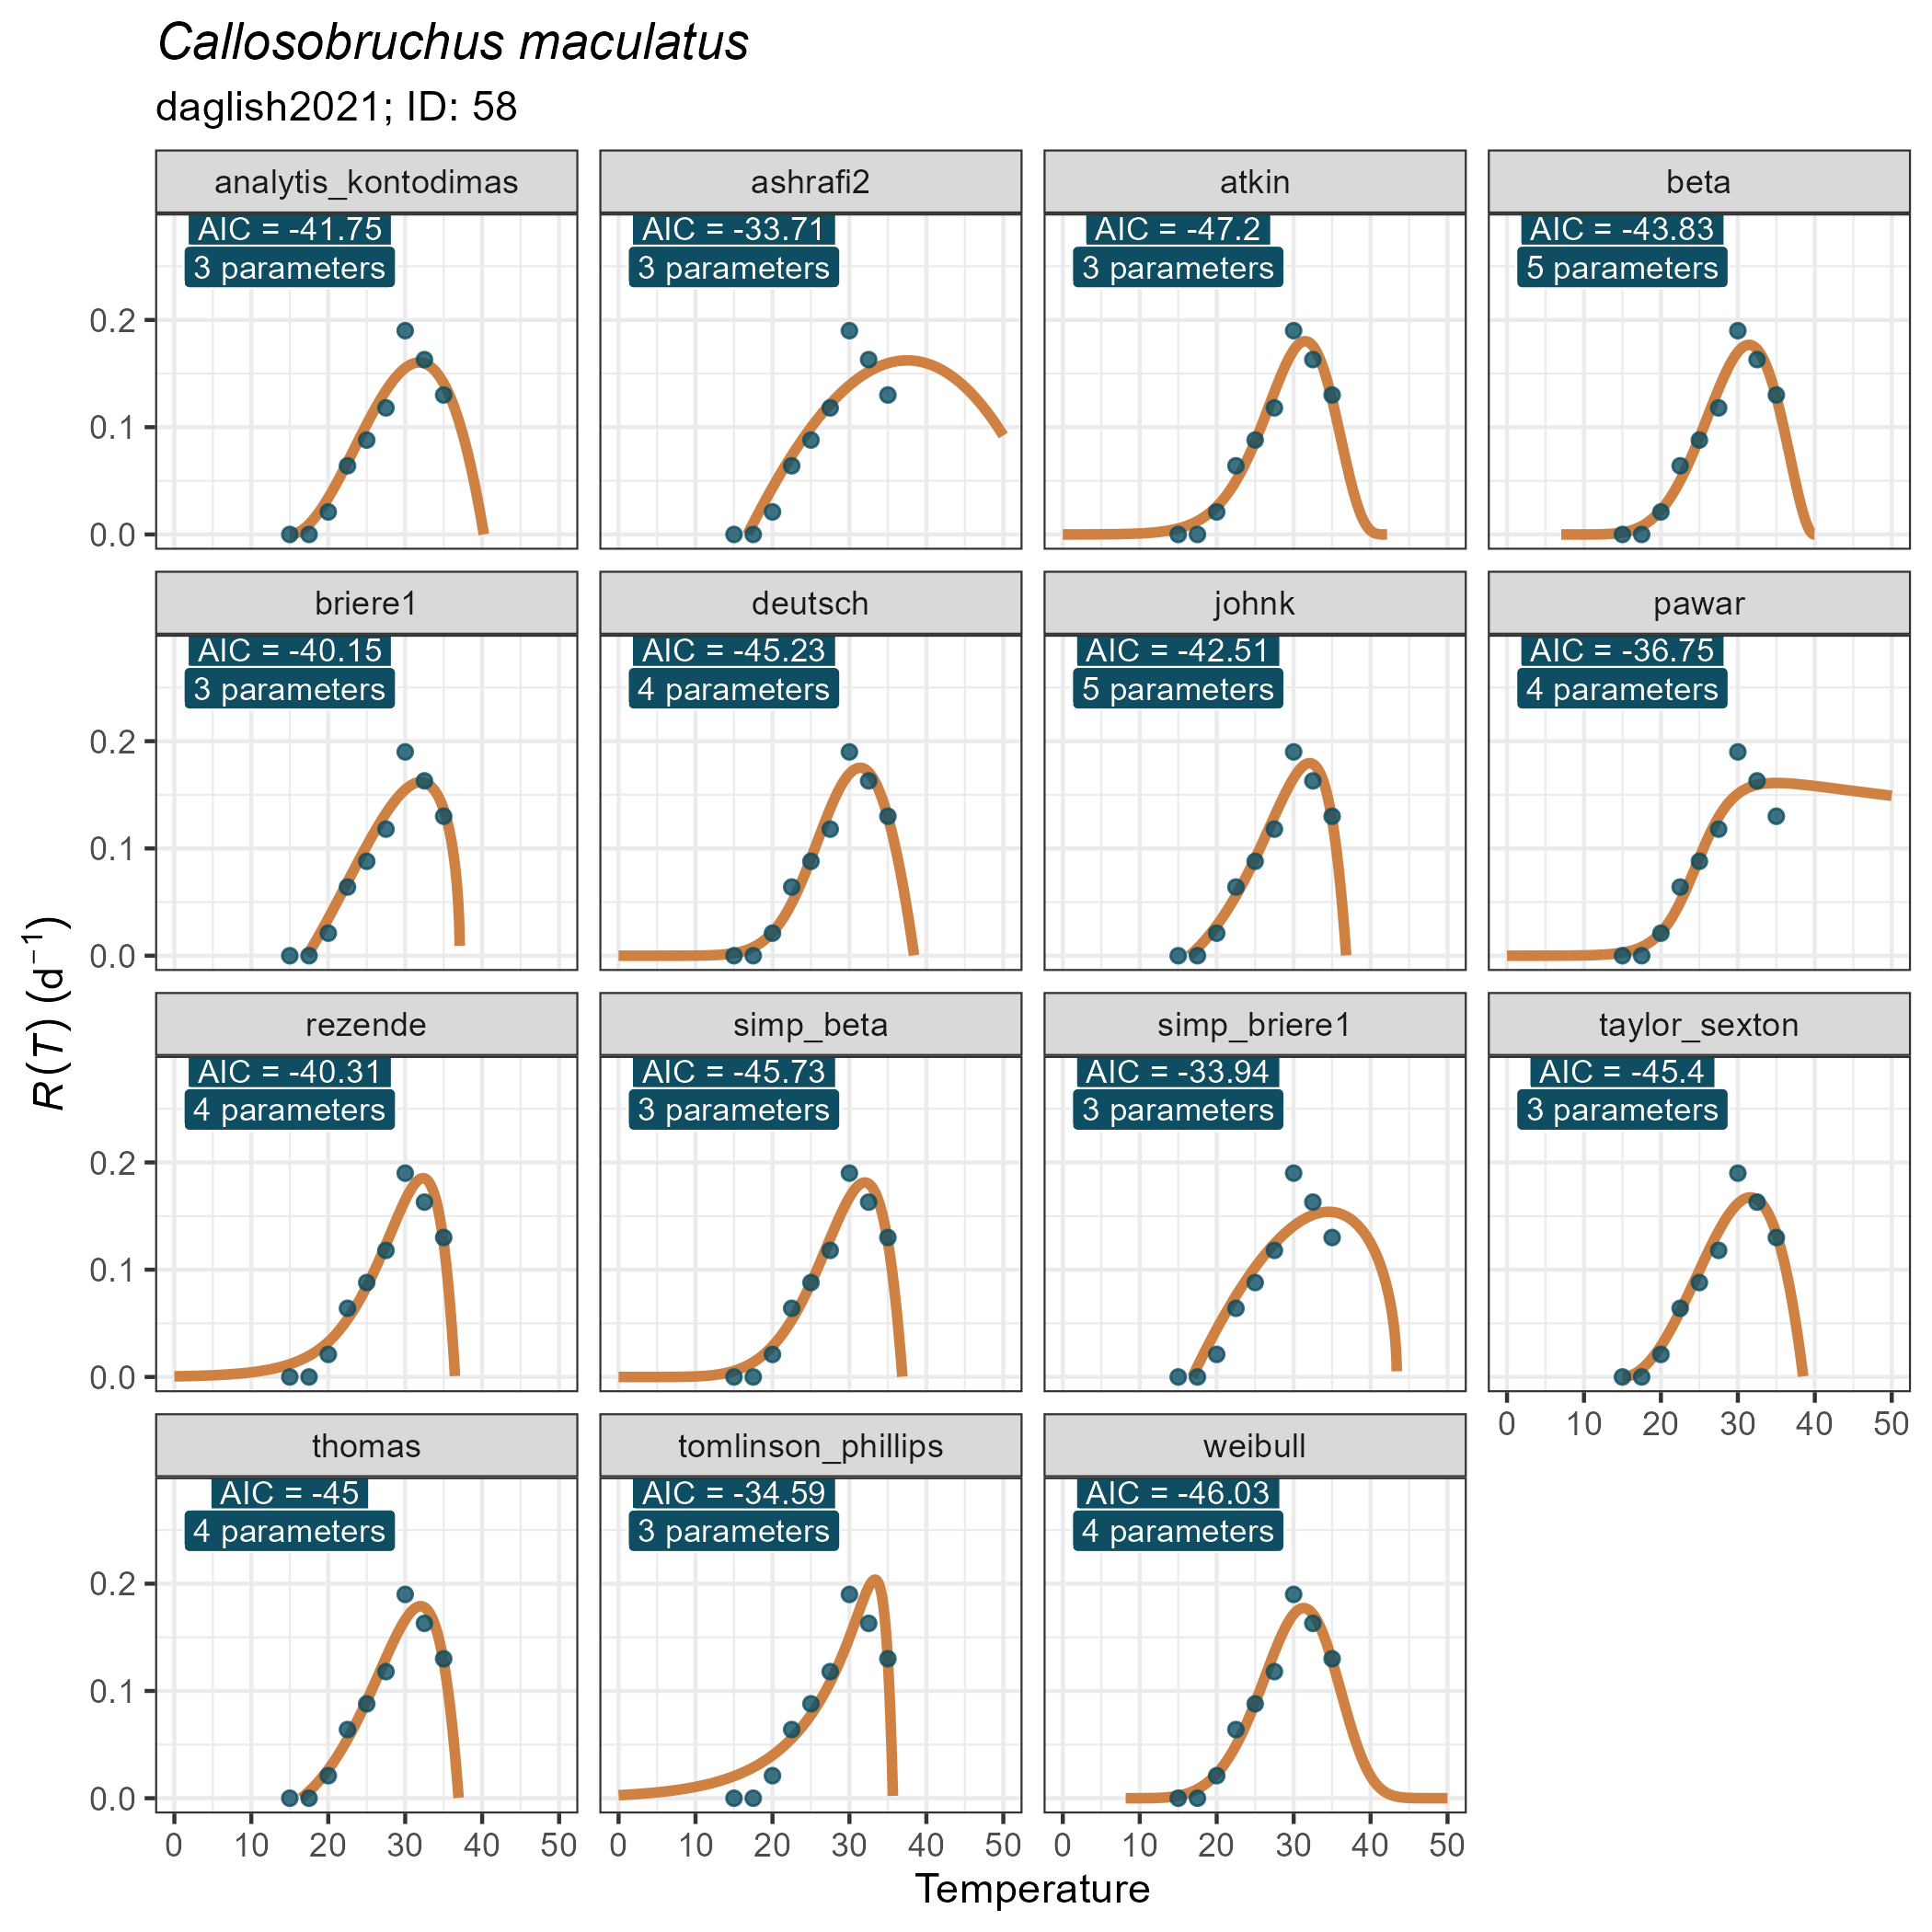 Callosobruchus maculatus
daglish2021; ID: 58
analytis_kontodimas
ashrafi2
atkin
beta
AIC = -41.75
3 parameters
AIC = -33.71
3 parameters
AIC = -47.2
3 parameters
AIC = -43.83
5 parameters
0.2
0.1
0.0
briere1
deutsch
johnk
pawar
AIC = -40.15
3 parameters
AIC = -45.23
4 parameters
AIC = -42.51
5 parameters
AIC = -36.75
4 parameters
0.2
0.1
0.0
R(T) (d⁻¹)
rezende
simp_beta
simp_briere1
taylor_sexton
AIC = -40.31
4 parameters
AIC = -45.73
3 parameters
AIC = -33.94
3 parameters
AIC = -45.4
3 parameters
0.2
0.1
0.0
0 10 20 30 40 50
thomas
tomlinson_phillips
weibull
AIC = -45
4 parameters
AIC = -34.59
3 parameters
AIC = -46.03
4 parameters
0.2
0.1
0.0
0 10 20 30 40 50
0 10 20 30 40 50
0 10 20 30 40 50
Temperature